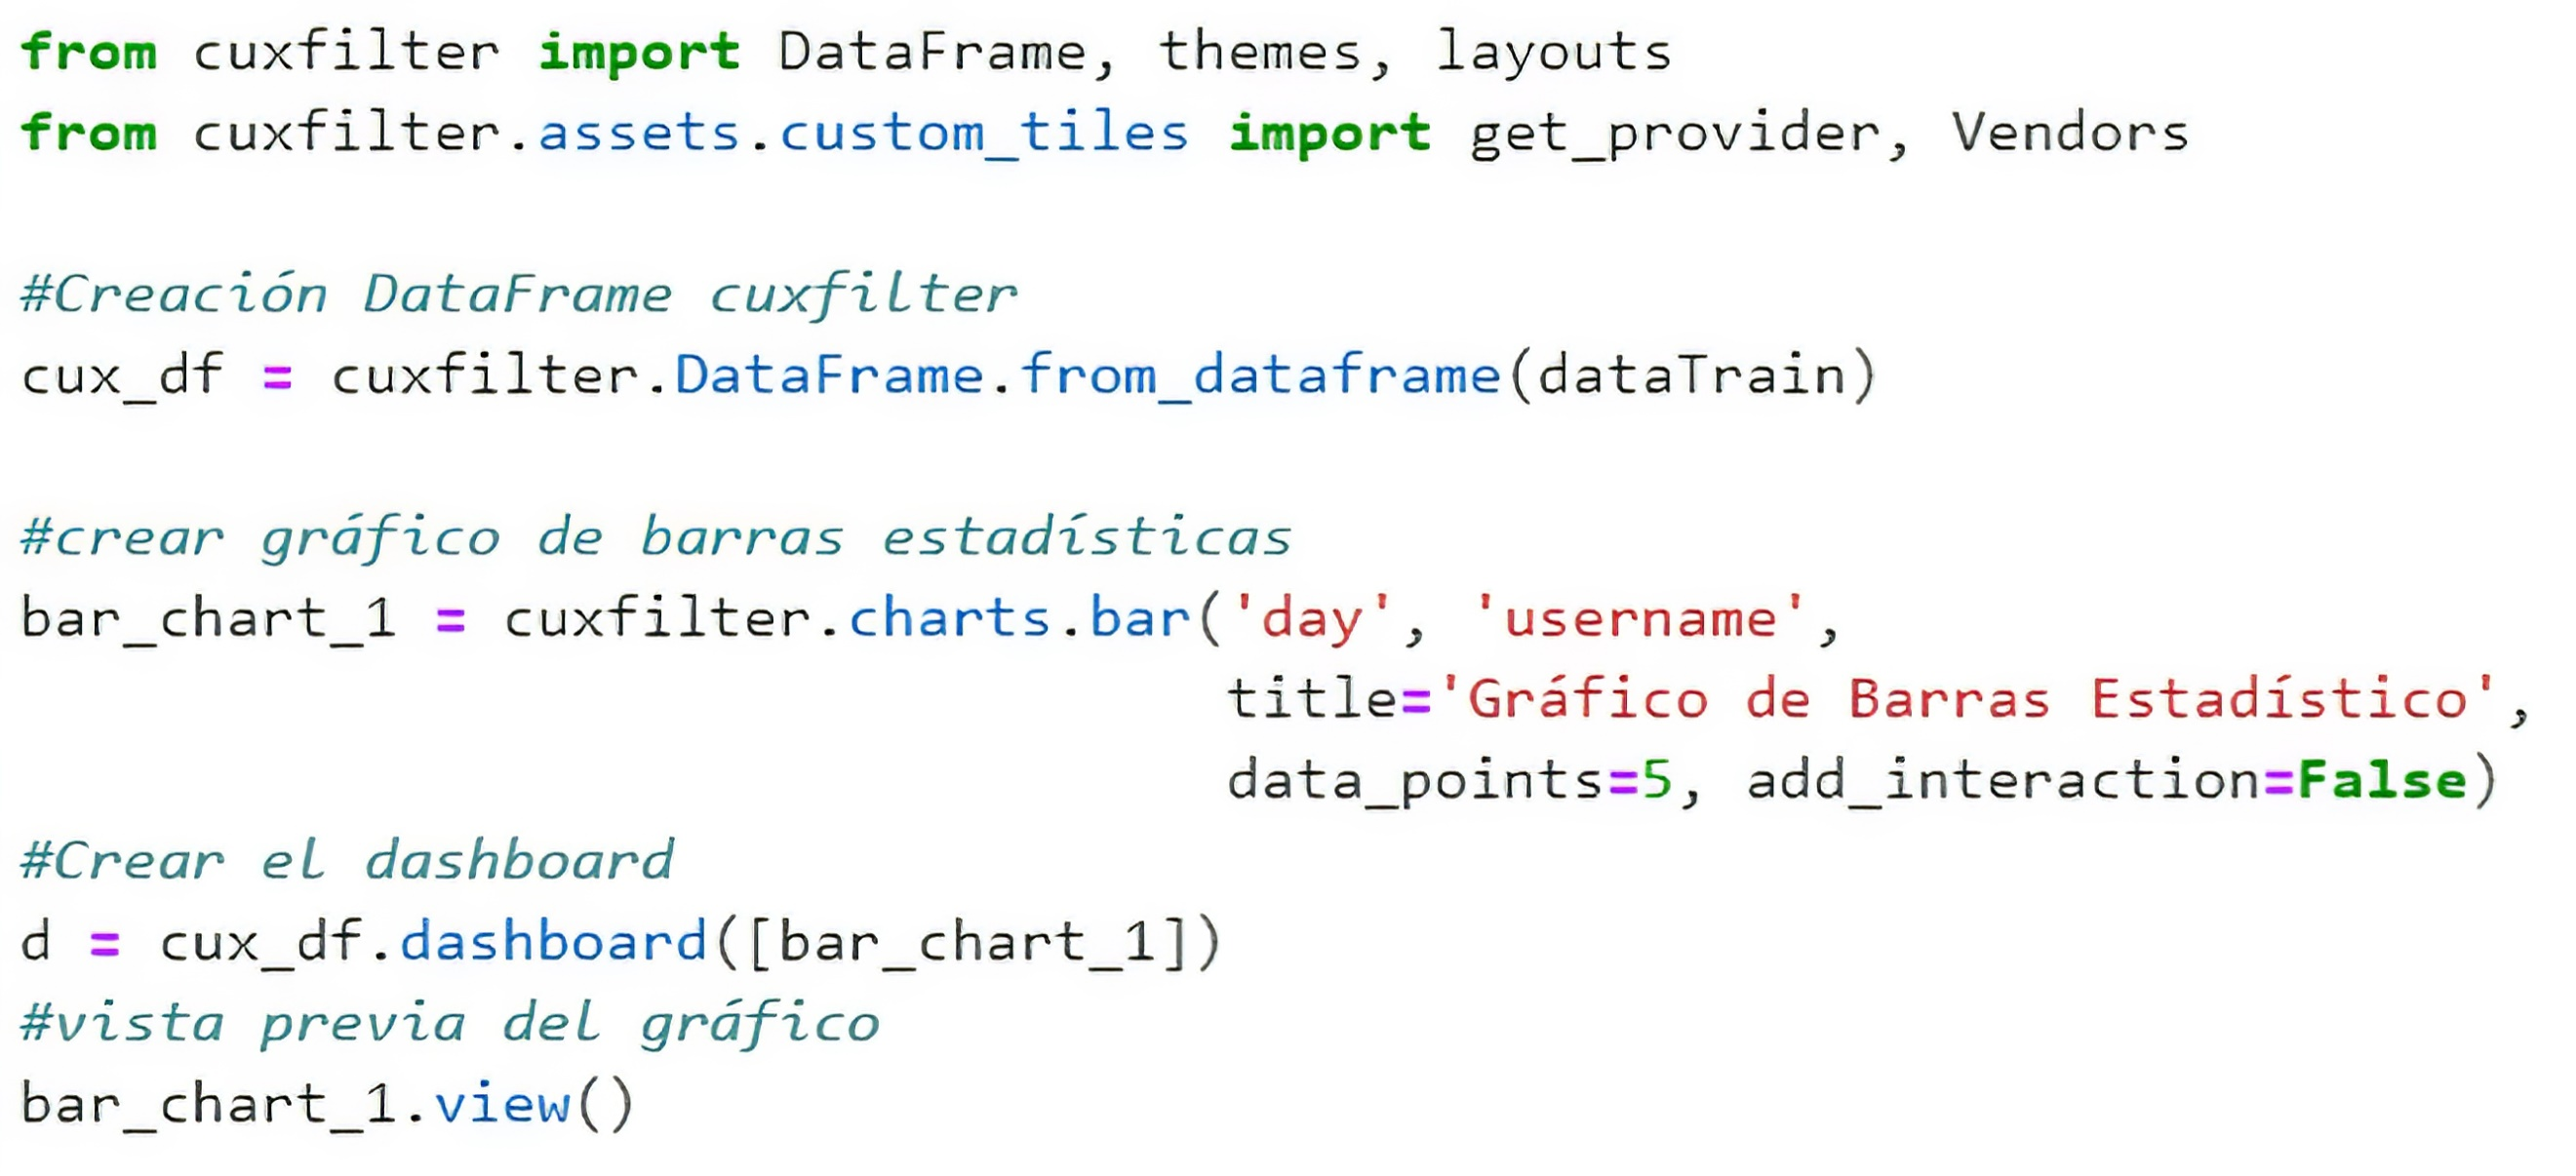 from cuxfilter import DataFrame, themes, layouts
from cuxfilter.assets.custom_tiles import get_provider, Vendors
#Creación DataFrame cuxfilter
cux_df = cuxfilter.DataFrame.from_dataframe(dataTrain)
#crear gráfico de barras estadísticas
bar_chart_1 = cuxfilter.charts.bar('day', 'username',
title='Gráfico de Barras Estadístico',
data_points=5, add_interaction=False)
#Crear el dashboard
d = cux_df.dashboard([bar_chart_1])
#vista previa del gráfico
bar_chart_1.view()